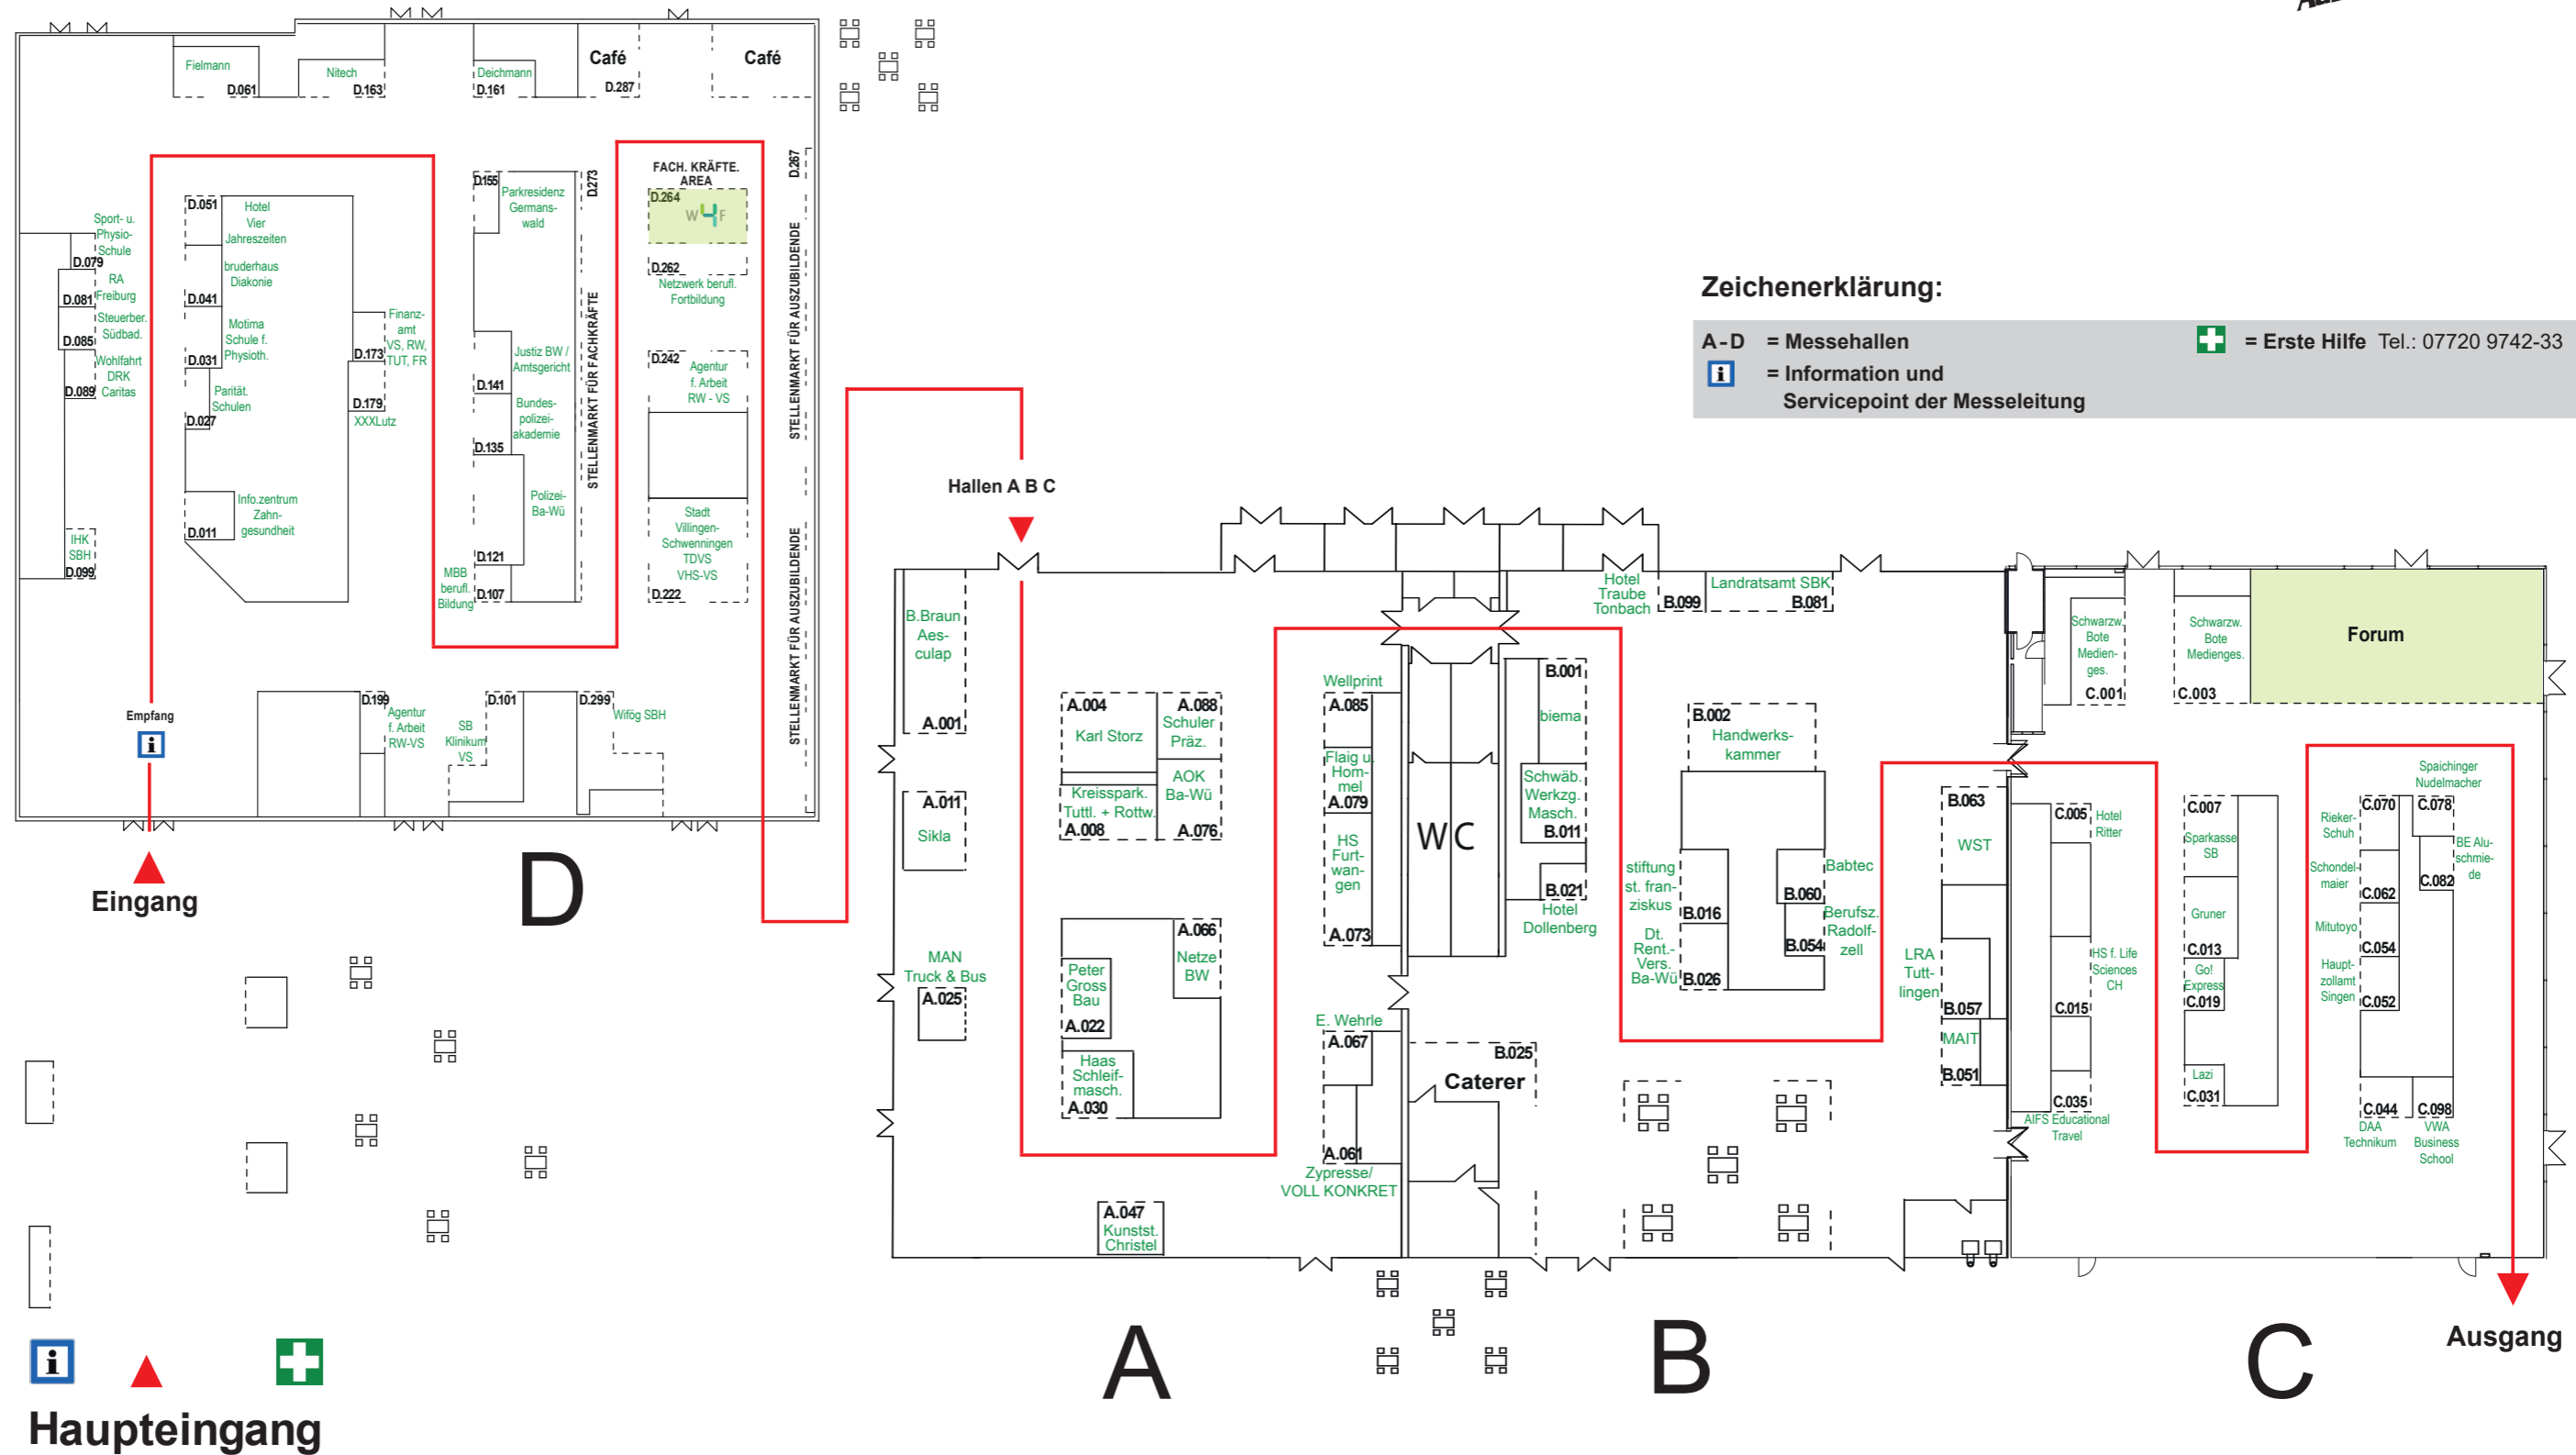 Fielmann
D.061
Nitech
D.163
Deichmann
D.161
Café
D.287
Café
Sport- u.
Physio-
Schule
D.079
RA
Freiburg
D.081
Steuerber.
Südbad.
D.085
Wohlfahrt
DRK
Caritas
D.089
IHK
SBH
D.099
D.051
Hotel
Vier
Jahreszeiten
bruderhaus
Diakonie
D.041
Motima
Schule f.
Physioth.
D.031
Parität.
Schulen
D.027
Info.zentrum
Zahn-
gesundheit
D.011
Finanz-
amt
VS, RW,
TUT, FR
D.173
D.179
XXXLutz
D.155
Parkresidenz
Germans-
wald
Justiz BW /
Amtsgericht
D.141
Bundes-
polizei-
akademie
D.135
Polizei-
Ba-Wü
D.121
MBB
berufl.
Bildung
D.107
D.273
STELLENMARKT FÜR FACHKRÄFTE
FACH. KRÄFTE.
AREA
D.264
W4F
D.262
Netzwerk berufl.
Fortbildung
D.242
Agentur
f. Arbeit
RW - VS
Stadt
Villingen-
Schwenningen
TDVS
VHS-VS
D.222
D.267
STELLENMARKT FÜR AUSZUBILDENDE
STELLENMARKT FÜR AUSZUBILDENDE
Empfang
i
D.199
Agentur
f. Arbeit
RW-VS
D.101
SB
Klinikum
VS
D.299
Wifög SBH
Eingang
D
Zeichenerklärung:
A - D = Messehallen
= Erste Hilfe Tel.: 07720 9742-33
i = Information und
Servicepoint der Messeleitung
Hallen A B C
B.Braun
Aes-
culap
A.001
A.011
Sikla
MAN
Truck & Bus
A.025
A.004
Karl Storz
A.088
Schuler
Präz.
AOK
Ba-Wü
A.076
Kreisspark.
Tuttl. + Rottw.
A.008
A.066
Netze
BW
Peter
Gross
Bau
A.022
Haas
Schleif-
masch.
A.030
A.047
Kunstst.
Christel
Wellprint
A.085
Flaig u.
Hom-
mel
A.079
HS
Furt-
wan-
gen
A.073
E. Wehrle
A.067
A.061
Zypresse/
VOLL KONKRET
WC
B.001
biema
Schwäb.
Werkzg.
Masch.
B.011
B.021
Hotel
Dollenberg
B.025
Caterer
Hotel
Traube
Tonbach
B.099
Landratsamt SBK
B.081
B.002
Handwerks-
kammer
stiftung
st. fran-
ziskus
B.016
Dt.
Rent.-
Vers.
Ba-Wü
B.026
Babtec
B.060
Berufsz.
Radolf-
zell
B.054
B.063
WST
LRA
Tutt-
lingen
B.057
MAIT
B.051
Schwarzw.
Bote
Medien-
ges.
C.001
Schwarzw.
Bote
Medienges.
C.003
Forum
C.005
Hotel
Ritter
HS f. Life
Sciences
CH
C.015
C.035
AIFS Educational
Travel
C.007
Sparkasse
SB
Gruner
C.013
Go!
Express
C.019
Lazi
C.031
Spaichinger
Nudelmacher
C.070
C.078
Rieker-
Schuh
BE Alu-
schmie-
de
C.082
Schondel-
maier
C.062
Mitutoyo
C.054
Haupt-
zollamt
Singen
C.052
C.044
DAA
Technikum
C.098
VWA
Business
School
A
B
C
Ausgang
i
Haupteingang